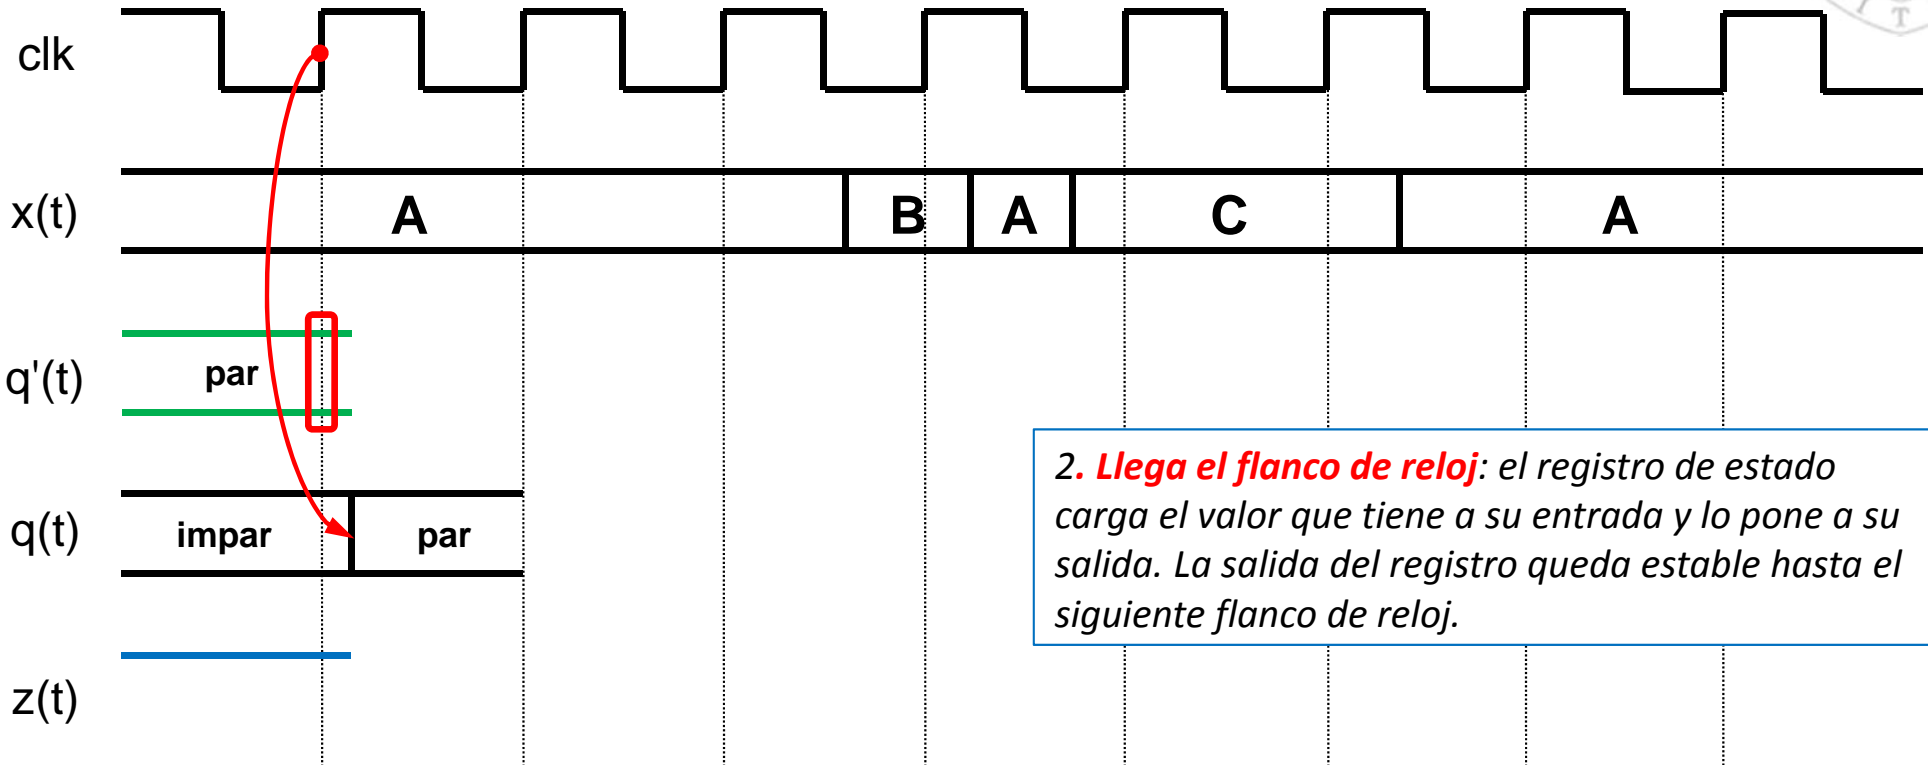 clk
x(t)
A
B
A
C
A
q'(t)
par
q(t)
impar
par
2. Llega el flanco de reloj: el registro de estado
carga el valor que tiene a su entrada y lo pone a su
salida. La salida del registro queda estable hasta el
siguiente flanco de reloj.
z(t)